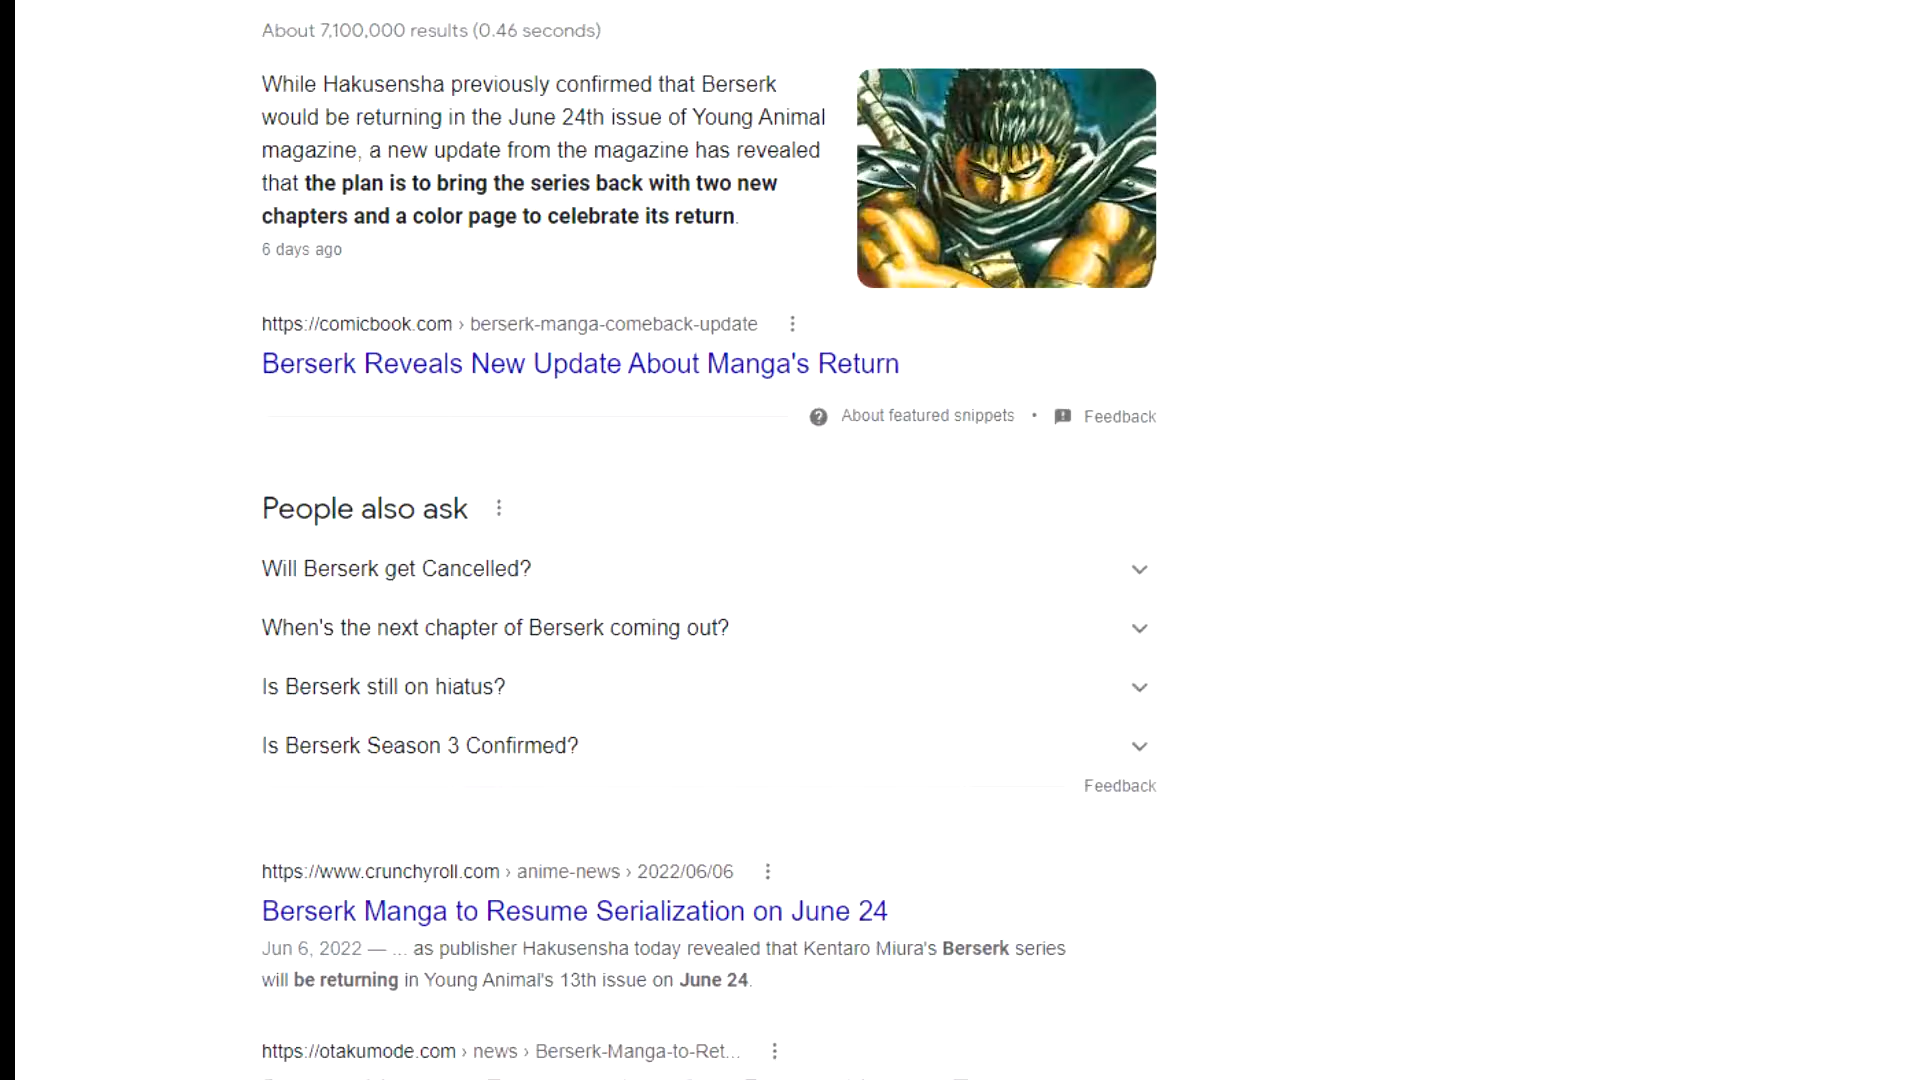 About 7,100,000 results (0.46 seconds)
While Hakusensha previously confirmed that Berserk
would be returning in the June 24th issue of Young Animal
magazine, a new update from the magazine has revealed
that the plan is to bring the series back with two new
chapters and a color page to celebrate its return.
6 days ago
https://comicbook.com › berserk-manga-comeback-update
Berserk Reveals New Update About Manga's Return
About featured snippets • Feedback
People also ask
Will Berserk get Cancelled?
When's the next chapter of Berserk coming out?
Is Berserk still on hiatus?
Is Berserk Season 3 Confirmed?
Feedback
https://www.crunchyroll.com › anime-news › 2022/06/06
Berserk Manga to Resume Serialization on June 24
Jun 6, 2022 — ... as publisher Hakusensha today revealed that Kentaro Miura's Berserk series
will be returning in Young Animal's 13th issue on June 24.
https://otakumode.com › news › Berserk-Manga-to-Ret...